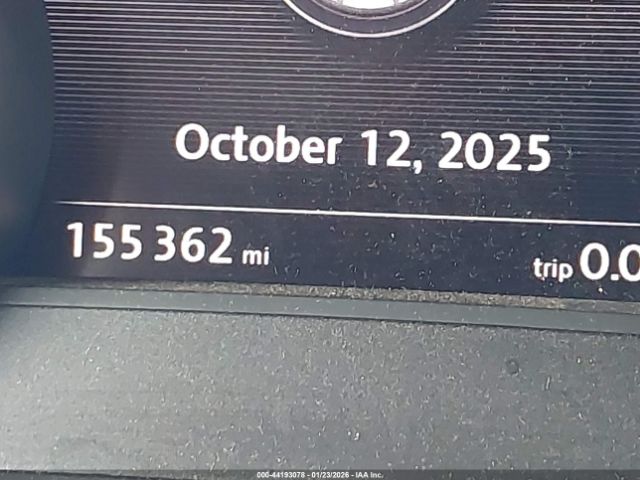 October 12, 2025
155 362 mi
trip 0.0
000-44193078 - 01/23/2026 - IAA Inc.